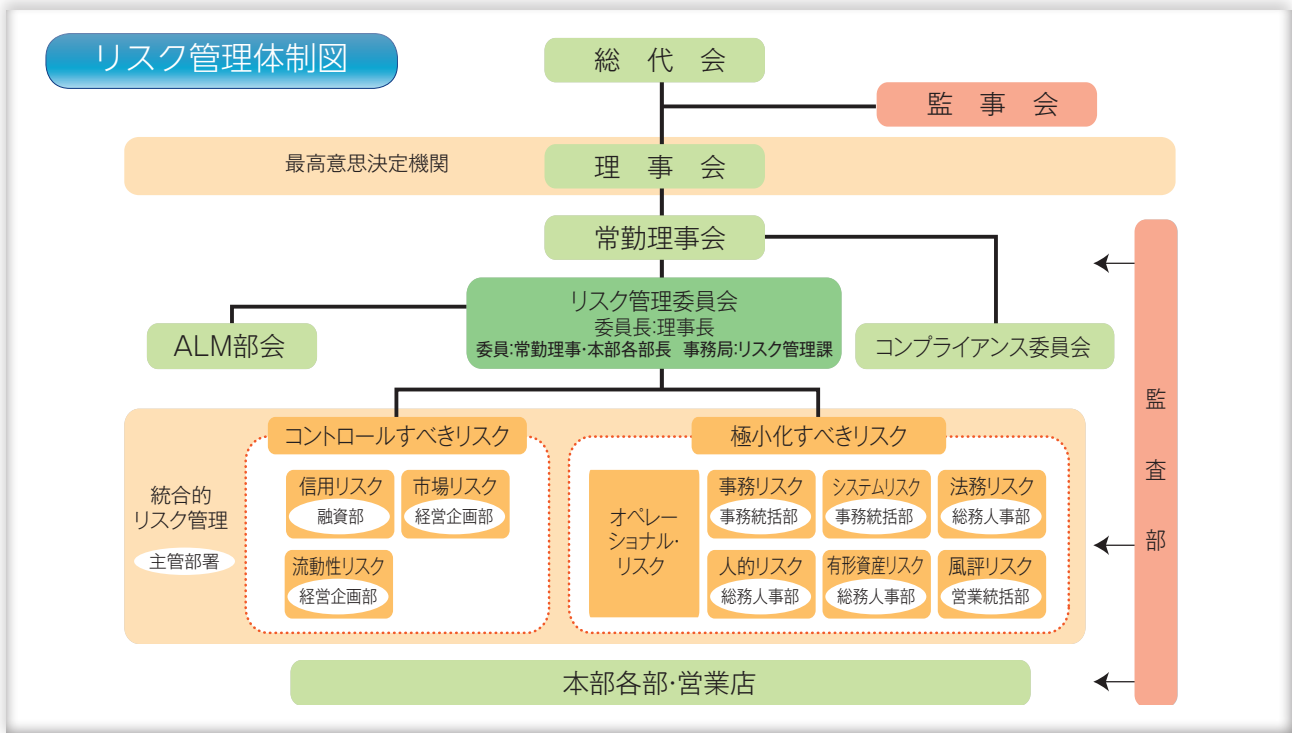 リスク管理体制図
総代会
監事会
最高意思決定機関
理事会
常勤理事会
リスク管理委員会
委員長:理事長
委員:常勤理事・本部各部長 事務局:リスク管理課
ALM部会
コンプライアンス委員会
監査部
統合的
リスク管理
主管部署
コントロールすべきリスク
信用リスク
融資部
市場リスク
経営企画部
流動性リスク
経営企画部
極小化すべきリスク
オペレー
ショナル・
リスク
事務リスク
事務統括部
システムリスク
事務統括部
法務リスク
総務人事部
人的リスク
総務人事部
有形資産リスク
総務人事部
風評リスク
営業統括部
本部各部・営業店